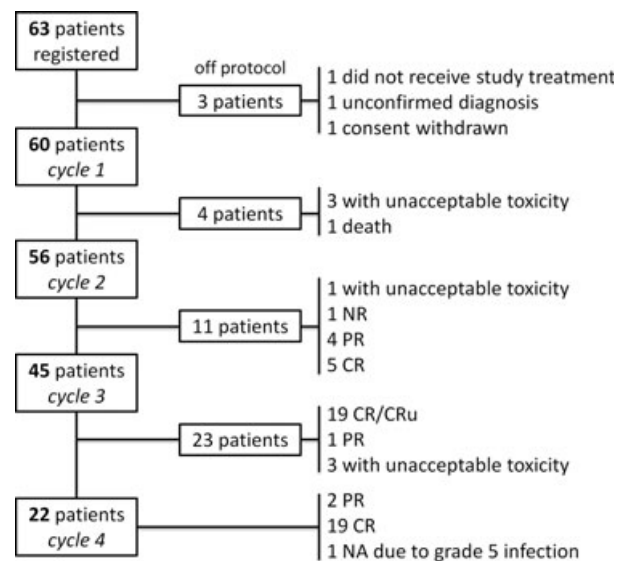 63 patients
registered
off protocol
3 patients
1 did not receive study treatment
1 unconfirmed diagnosis
1 consent withdrawn
60 patients
cycle 1
4 patients
3 with unacceptable toxicity
1 death
56 patients
cycle 2
11 patients
1 with unacceptable toxicity
1 NR
4 PR
5 CR
45 patients
cycle 3
23 patients
19 CR/CRu
1 PR
3 with unacceptable toxicity
22 patients
cycle 4
2 PR
19 CR
1 NA due to grade 5 infection